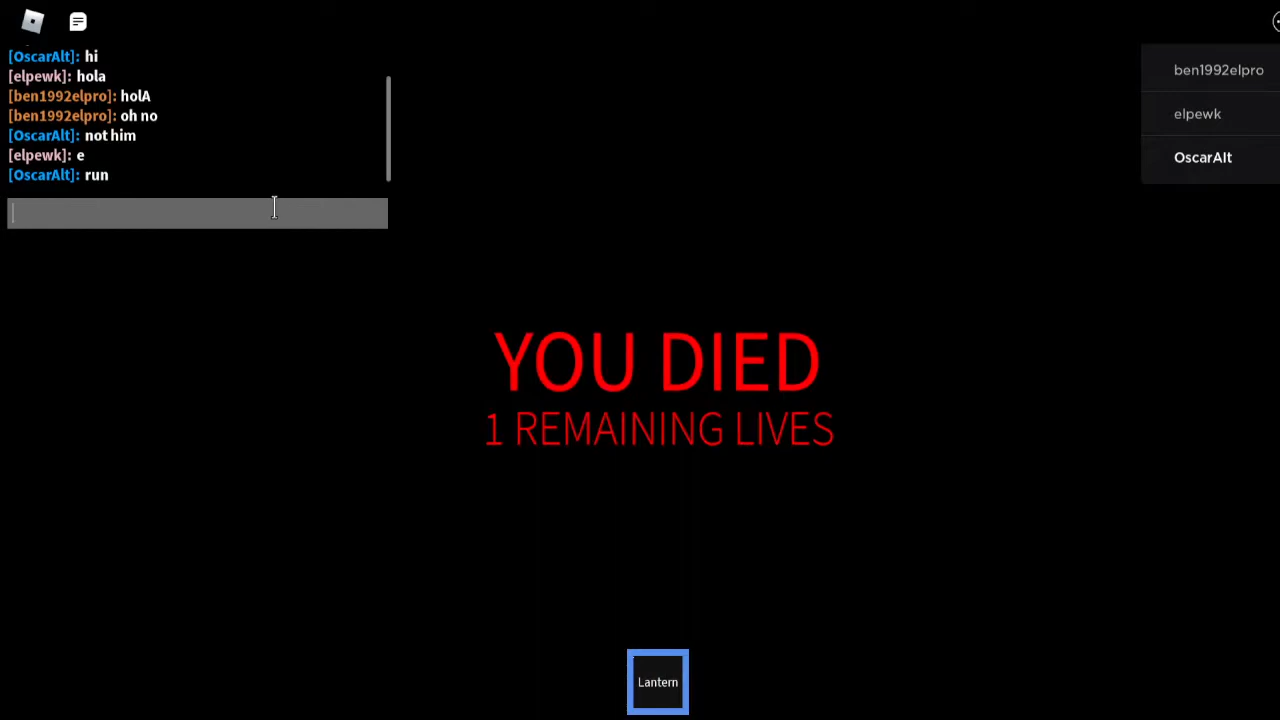 [OscarAlt]: hi
[elpewk]: hola
[ben1992elpro]: holA
[ben1992elpro]: oh no
[OscarAlt]: not him
[elpewk]: e
[OscarAlt]: run
ben1992elpro
elpewk
OscarAlt
YOU DIED
1 REMAINING LIVES
Lantern